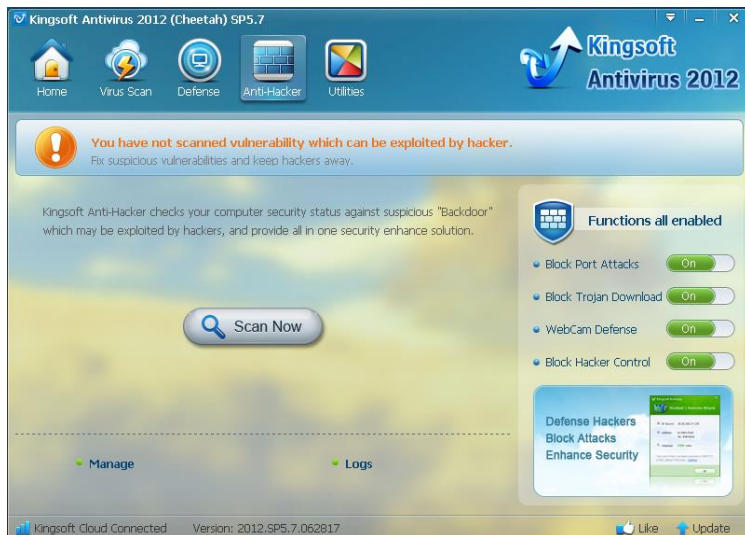 Kingsoft Antivirus 2012 (Cheetah) SP5.7
Kingsoft
Antivirus 2012
Home
Virus Scan
Defense
Anti-Hacker
Utilities
You have not scanned vulnerability which can be exploited by hacker.
Fix suspicious vulnerabilities and keep hackers away.
Kingsoft Anti-Hacker checks your computer security status against suspicious "Backdoor"
which may be exploited by hackers, and provide all in one security enhance solution.
Scan Now
Manage
Logs
Functions all enabled
Block Port Attacks On
Block Trojan Download On
WebCam Defense On
Block Hacker Control On
Defense Hackers
Block Attacks
Enhance Security
Kingsoft Cloud Connected
Version: 2012.SP5.7.062817
Like
Update